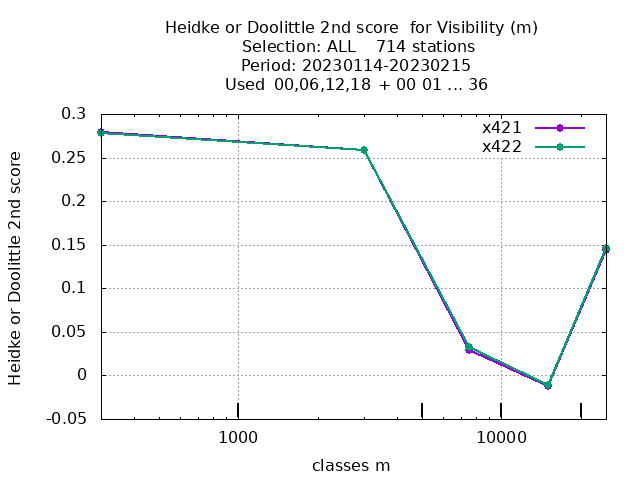 Heidke or Doolittle 2nd score  for Visibility (m)
Selection: ALL    714 stations
Period: 20230114-20230215
Used  00,06,12,18 + 00 01 ... 36
x421
x422
0.3
0.25
0.2
0.15
0.1
0.05
0
-0.05
Heidke or Doolittle 2nd score
1000
10000
classes m